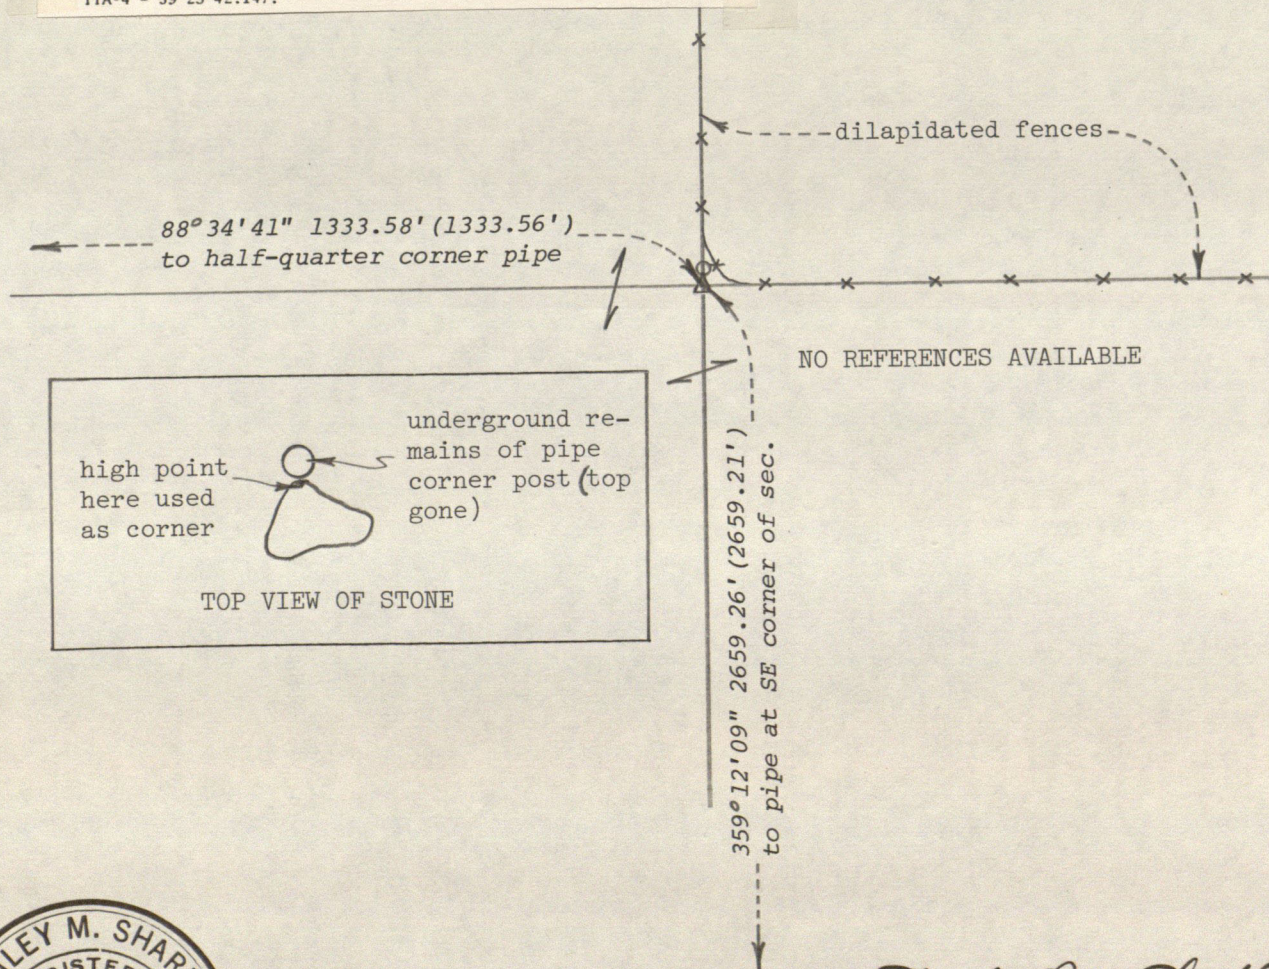 dilapidated fences
88°34'41" 1333.58'(1333.56')
to half-quarter corner pipe
NO REFERENCES AVAILABLE
underground re-
mains of pipe
corner post (top
gone)
high point
here used
as corner
TOP VIEW OF STONE
359°12'09" 2659.26'(2659.21')
to pipe at SE corner of sec.
LEY M. SHAR